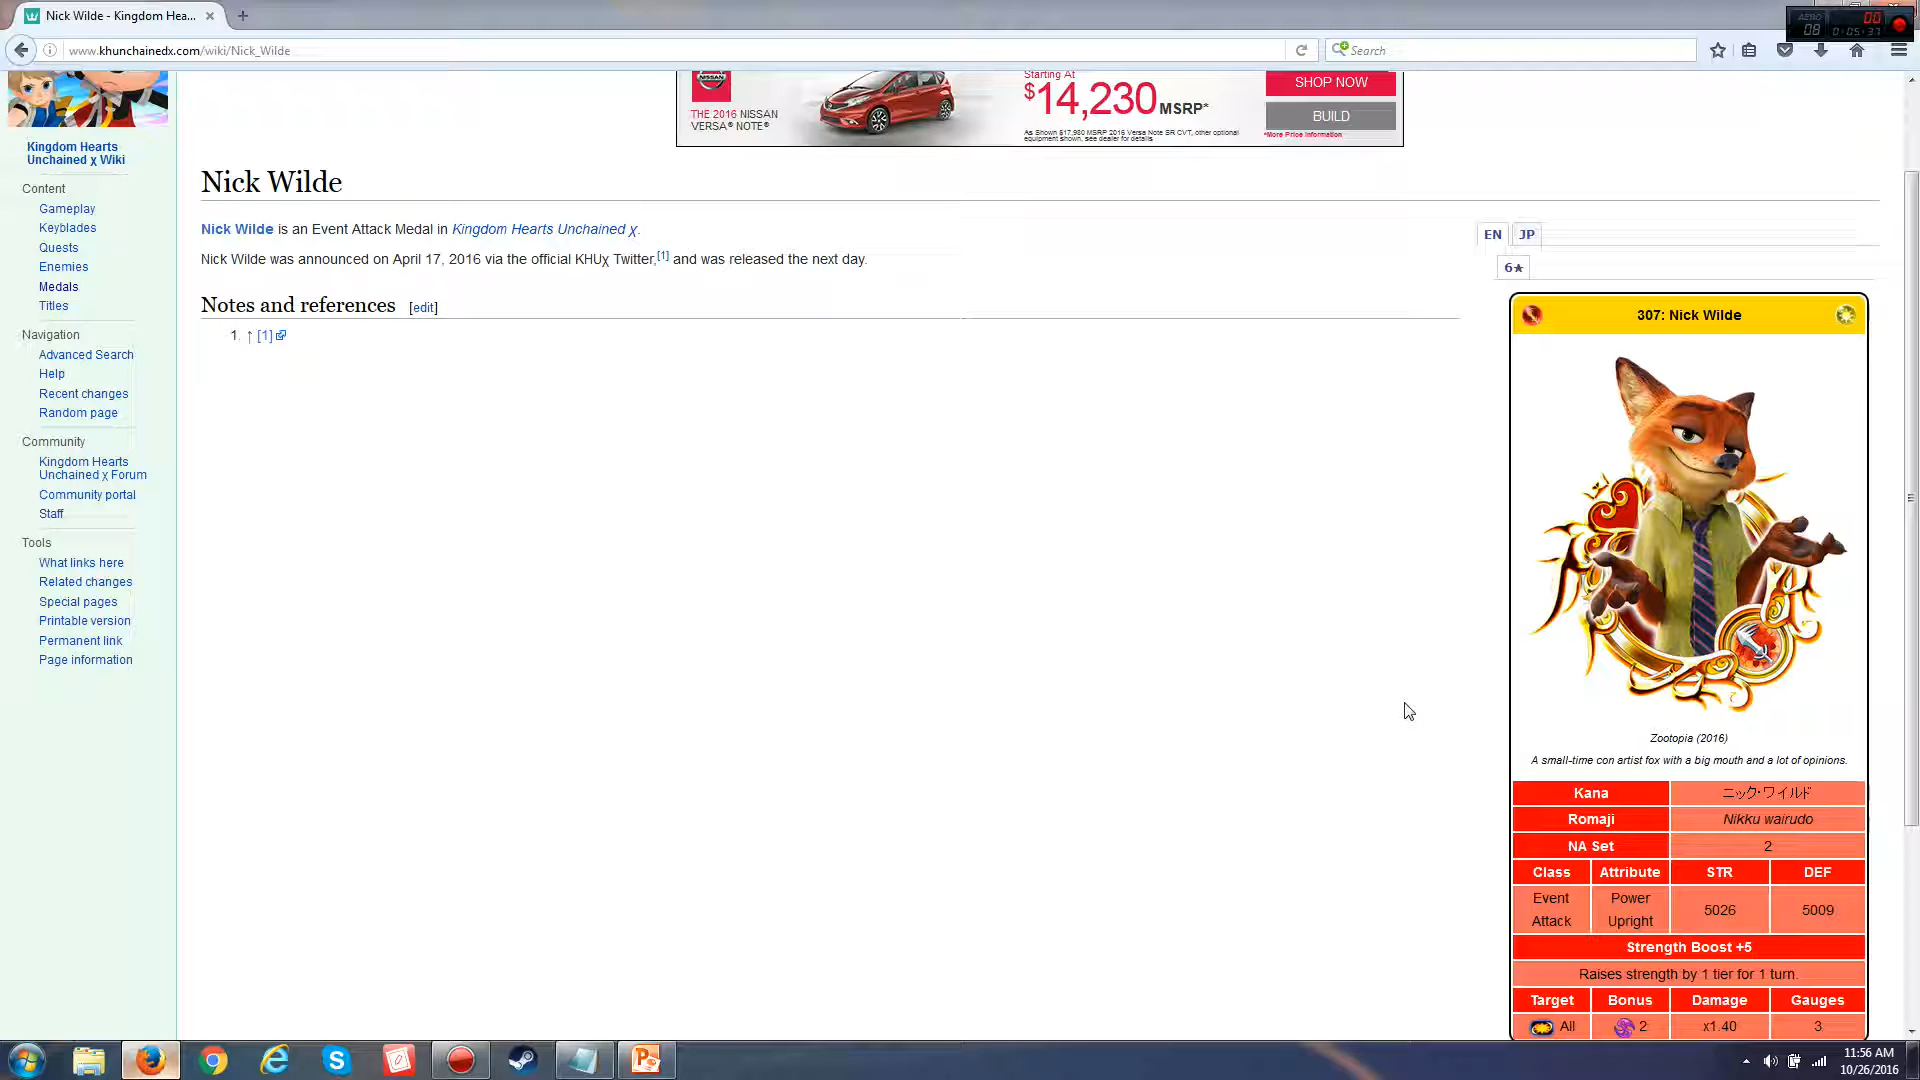 Nick Wilde - Kingdom Hea...
www.khunchainedx.com/wiki/Nick_Wilde
Search
AERO
00
08
0:05:37
THE 2016 NISSAN
VERSA® NOTE®
Starting At
$14,230 MSRP*
As Shown $17,980 MSRP 2016 Versa Note SR CVT, other optional
equipment shown, see dealer for details
SHOP NOW
BUILD
*More Price Information
NISSAN
Kingdom Hearts
Unchained χ Wiki
Content
Gameplay
Keyblades
Quests
Enemies
Medals
Titles
Navigation
Advanced Search
Help
Recent changes
Random page
Community
Kingdom Hearts
Unchained χ Forum
Community portal
Staff
Tools
What links here
Related changes
Special pages
Printable version
Permanent link
Page information
Nick Wilde
Nick Wilde is an Event Attack Medal in Kingdom Hearts Unchained χ.
Nick Wilde was announced on April 17, 2016 via the official KHUχ Twitter,[1] and was released the next day.
Notes and references [edit]
1. ↑ [1]
EN JP
6★
307: Nick Wilde
Zootopia (2016)
A small-time con artist fox with a big mouth and a lot of opinions.
Kana ニック・ワイルド
Romaji Nikku wairudo
NA Set 2
Class Attribute STR DEF
Event Attack Power Upright 5026 5009
Strength Boost +5
Raises strength by 1 tier for 1 turn.
Target Bonus Damage Gauges
All 2 x1.40 3
11:56 AM
10/26/2016